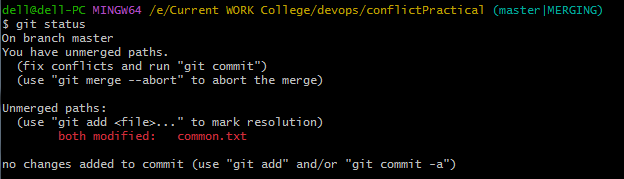 dell@dell-PC MINGW64 /e/Current WORK College/devops/conflictPractical (master|MERGING)
$ git status
On branch master
You have unmerged paths.
  (fix conflicts and run "git commit")
  (use "git merge --abort" to abort the merge)

Unmerged paths:
  (use "git add <file>..." to mark resolution)
        both modified:   common.txt

no changes added to commit (use "git add" and/or "git commit -a")